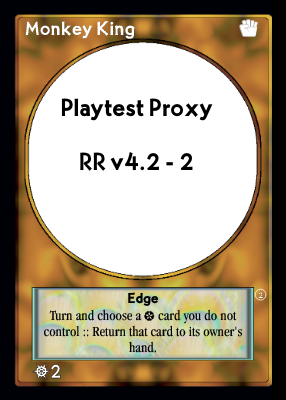 Monkey King
Playtest Proxy
RR v4.2 - 2
2
Edge
Turn and choose a card you do not
control :: Return that card to its owner's
hand.
2